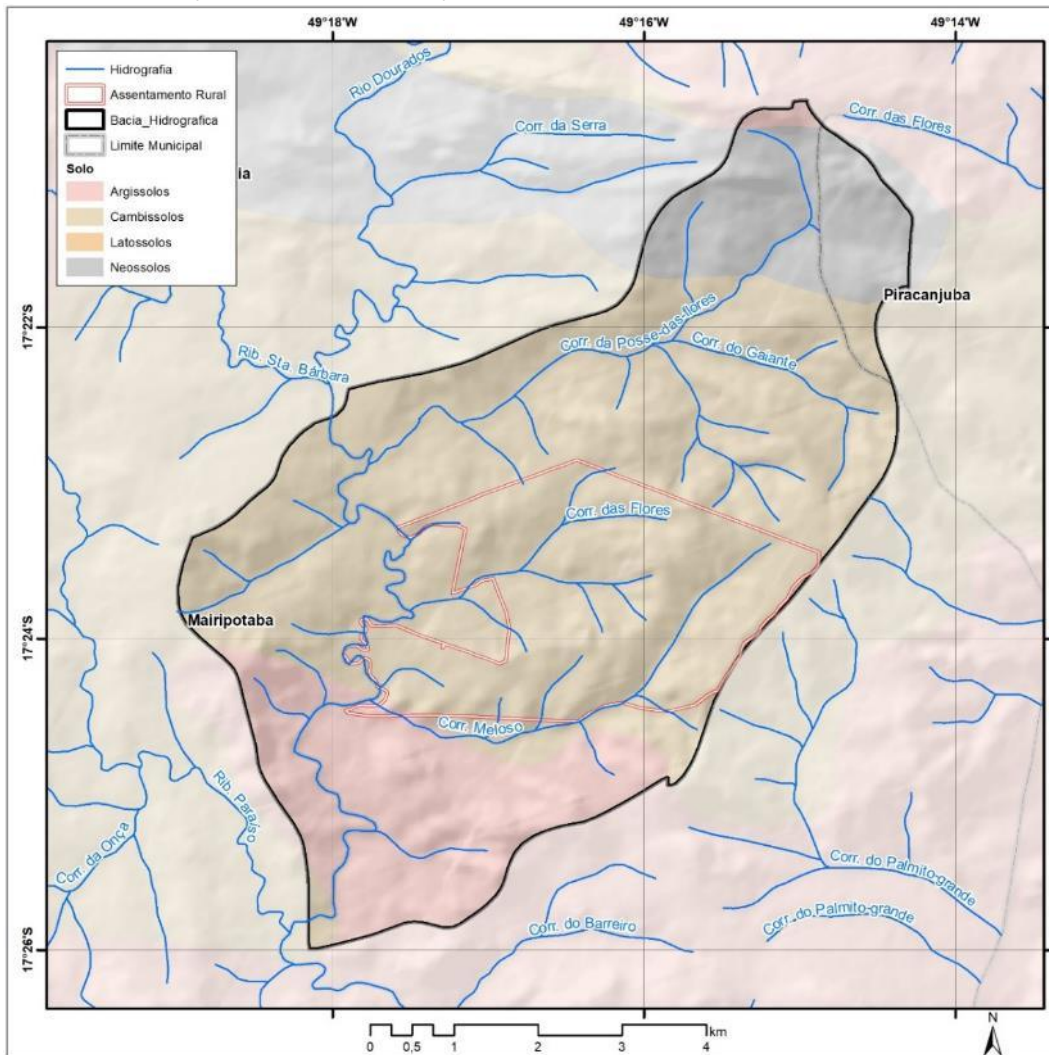 49°18'W
49°16'W
49°14'W
Hidrografia
Assentamento Rural
Bacia_Hidrografica
Limite Municipal
Solo
Argissolos
Cambissolos
Latossolos
Neossolos
ia
Rio Dourados
Corr. da Serra
Corr. das Flores
Piracanjuba
17°22'S
Rib. Sta. Bárbara
Corr. da Posse-das-flores
Corr. do Gaiante
Corr. das Flores
Mairipotaba
17°24'S
Corr. Meloso
Rib. Paraíso
Corr. da Onça
Corr. do Palmito-grande
Corr. do Palmito-grande
Corr. do Barreiro
17°26'S
0 0,5 1 2 3 4 km
N